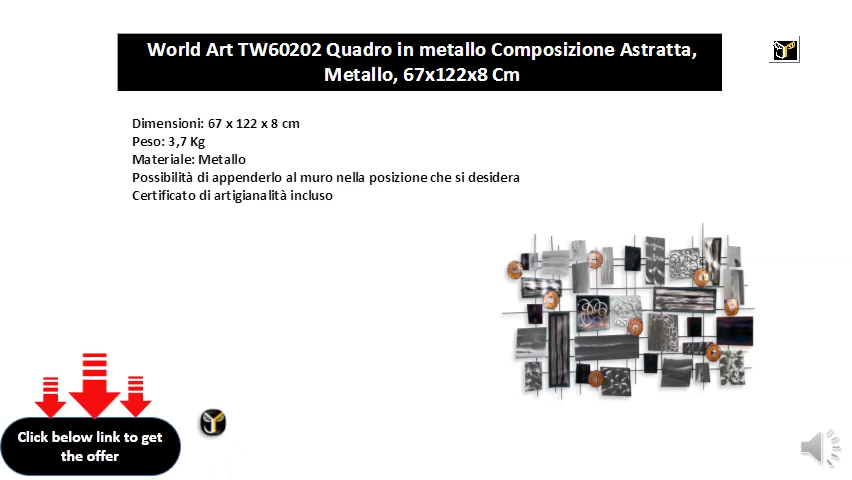 World Art TW60202 Quadro in metallo Composizione Astratta,
Metallo, 67x122x8 Cm
Dimensioni: 67 x 122 x 8 cm
Peso: 3,7 Kg
Materiale: Metallo
Possibilità di appenderlo al muro nella posizione che si desidera
Certificato di artigianalità incluso
Click below link to get
the offer